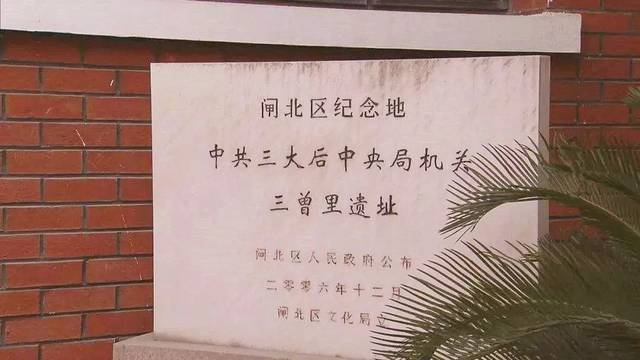 闸北区纪念地
中共三大后中央局机关
三曾里遗址
闸北区人民政府公布
二零零六年十二月
闸北区文化局立